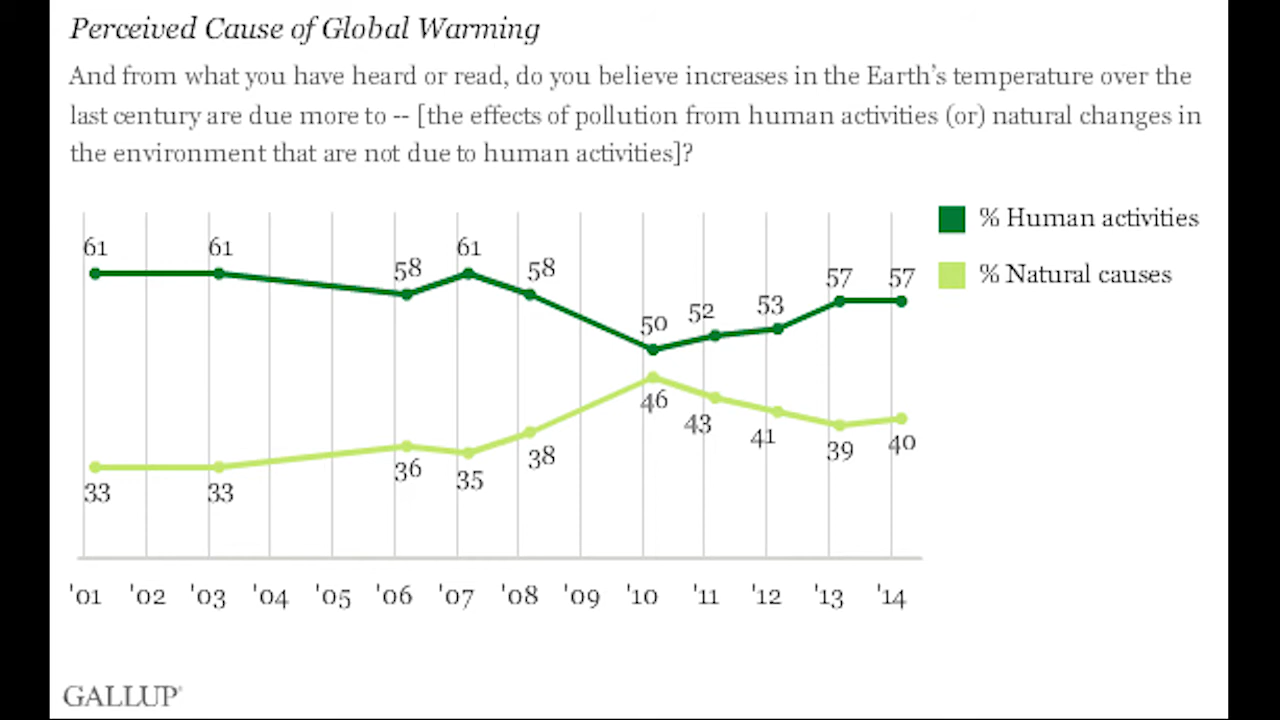 Perceived Cause of Global Warming
And from what you have heard or read, do you believe increases in the Earth’s temperature over the
last century are due more to -- [the effects of pollution from human activities (or) natural changes in
the environment that are not due to human activities]?
% Human activities
% Natural causes
61 61 58 61 58 50 52 53 57 57
33 33 36 35 38 46 43 41 39 40
'01 '02 '03 '04 '05 '06 '07 '08 '09 '10 '11 '12 '13 '14
GALLUP®